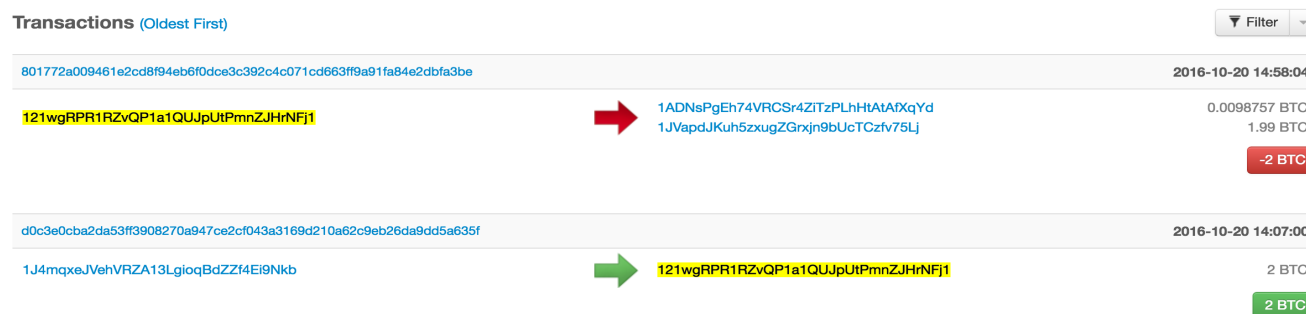 Transactions (Oldest First)
Filter
801772a009461e2cd8f94eb6f0dce3c392c4c071cd663ff9a91fa84e2dbfa3be 2016-10-20 14:58:04
121wgRPR1RZvQP1a1QUJpUtPmnZJHrNFj1
1ADNsPgEh74VRCSr4ZiTzPLhHtAtAfXqYd 0.0098757 BTC
1JVapdJKuh5zxugZGrxjn9bUcTCzfv75Lj 1.99 BTC
-2 BTC
d0c3e0cba2da53ff3908270a947ce2cf043a3169d210a62c9eb26da9dd5a635f 2016-10-20 14:07:00
1J4mqxeJVehVRZA13LgioqBdZZf4Ei9Nkb 121wgRPR1RZvQP1a1QUJpUtPmnZJHrNFj1 2 BTC
2 BTC